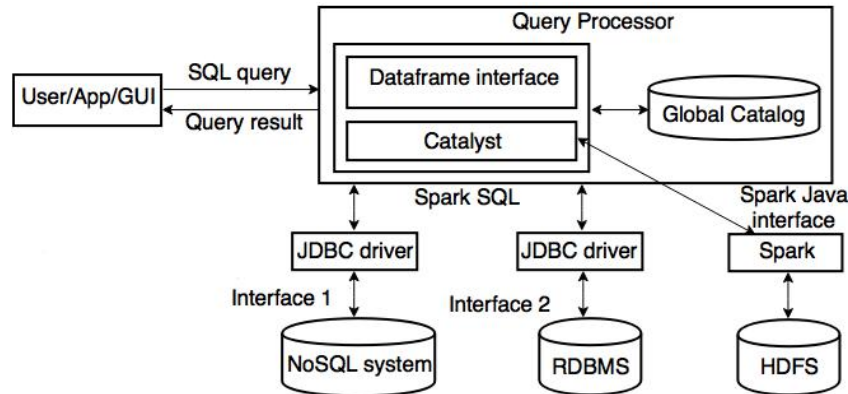 Query Processor
SQL query
Dataframe interface
User/App/GUI
Query result
Global Catalog
Catalyst
Spark SQL
Spark Java
interface
JDBC driver
JDBC driver
Spark
Interface 1
Interface 2
NoSQL system
RDBMS
HDFS